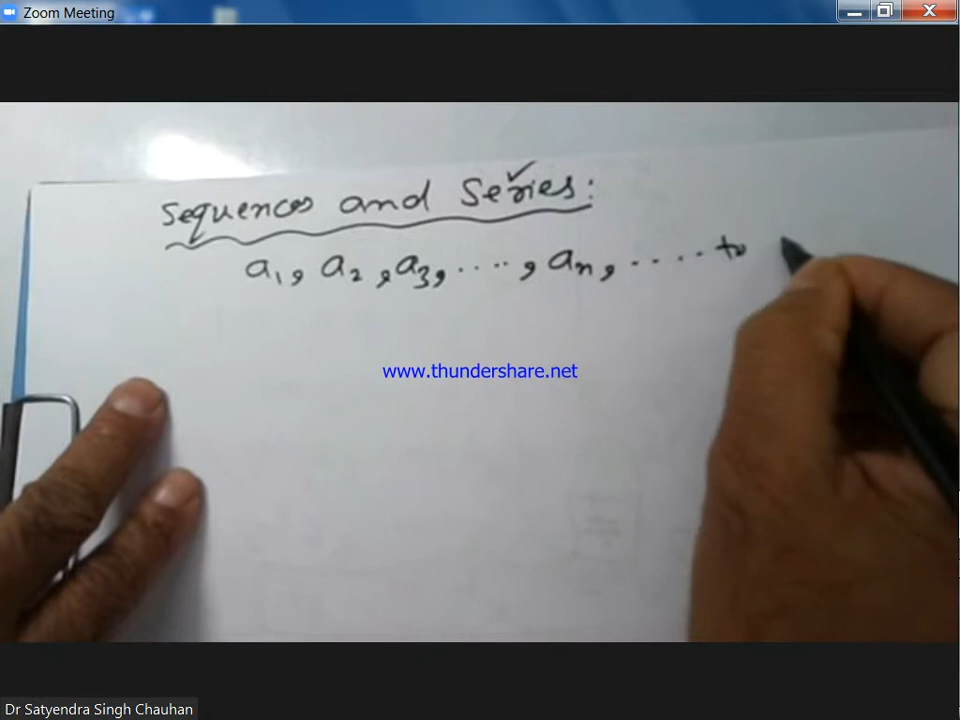 Zoom Meeting
Sequences and Series:
a₁, a₂, a₃, ...., aₙ, .... to
www.thundershare.net
Dr Satyendra Singh Chauhan